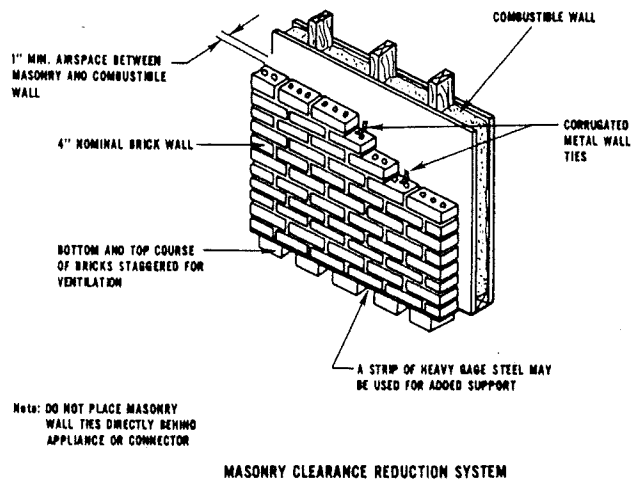 COMBUSTIBLE WALL
1" MIN. AIRSPACE BETWEEN
MASONRY AND COMBUSTIBLE
WALL
4" NOMINAL BRICK WALL
CORRUGATED
METAL WALL
TIES
BOTTOM AND TOP COURSE
OF BRICKS STAGGERED FOR
VENTILATION
A STRIP OF HEAVY GAGE STEEL MAY
BE USED FOR ADDED SUPPORT
Note: DO NOT PLACE MASONRY
WALL TIES DIRECTLY BEHIND
APPLIANCE OR CONNECTOR
MASONRY CLEARANCE REDUCTION SYSTEM